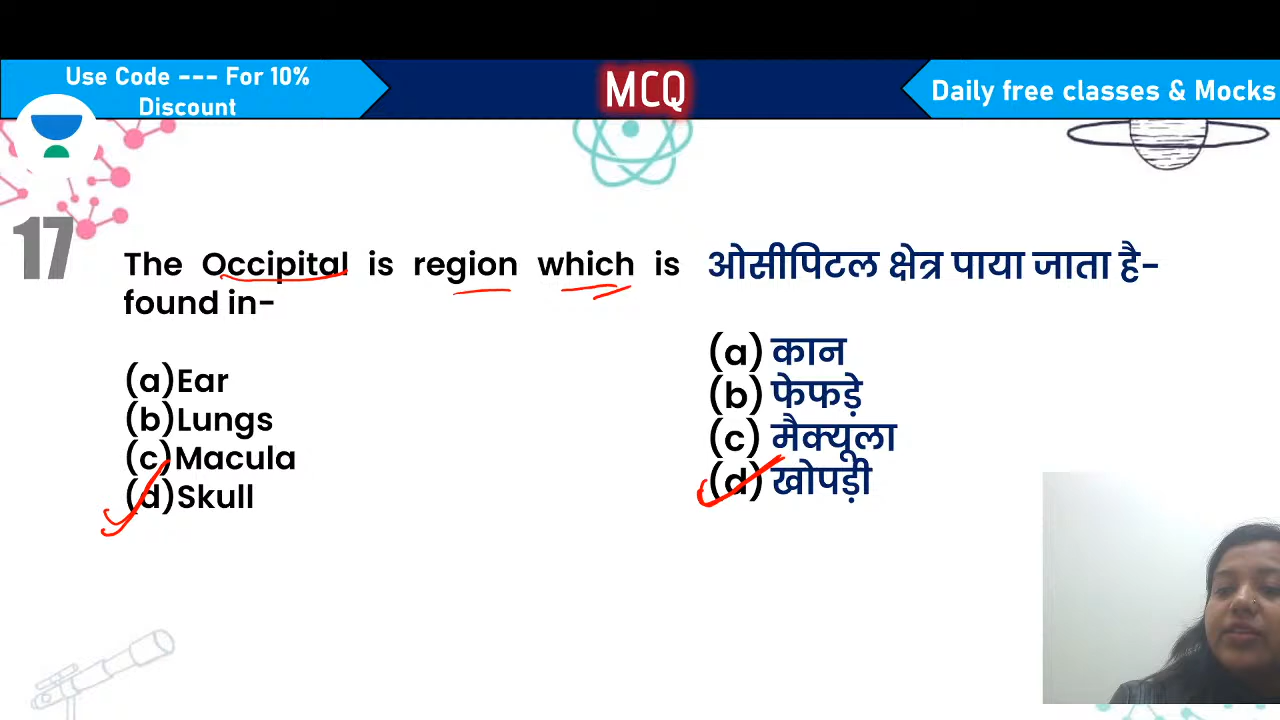 Use Code --- For 10%
Discount
MCQ
Daily free classes & Mocks
17
The Occipital is region which is
found in-
(a)Ear
(b)Lungs
(c)Macula
(d)Skull
ओसीपिटल क्षेत्र पाया जाता है-
(a) कान
(b) फेफड़े
(c) मैक्यूला
(d) खोपड़ी